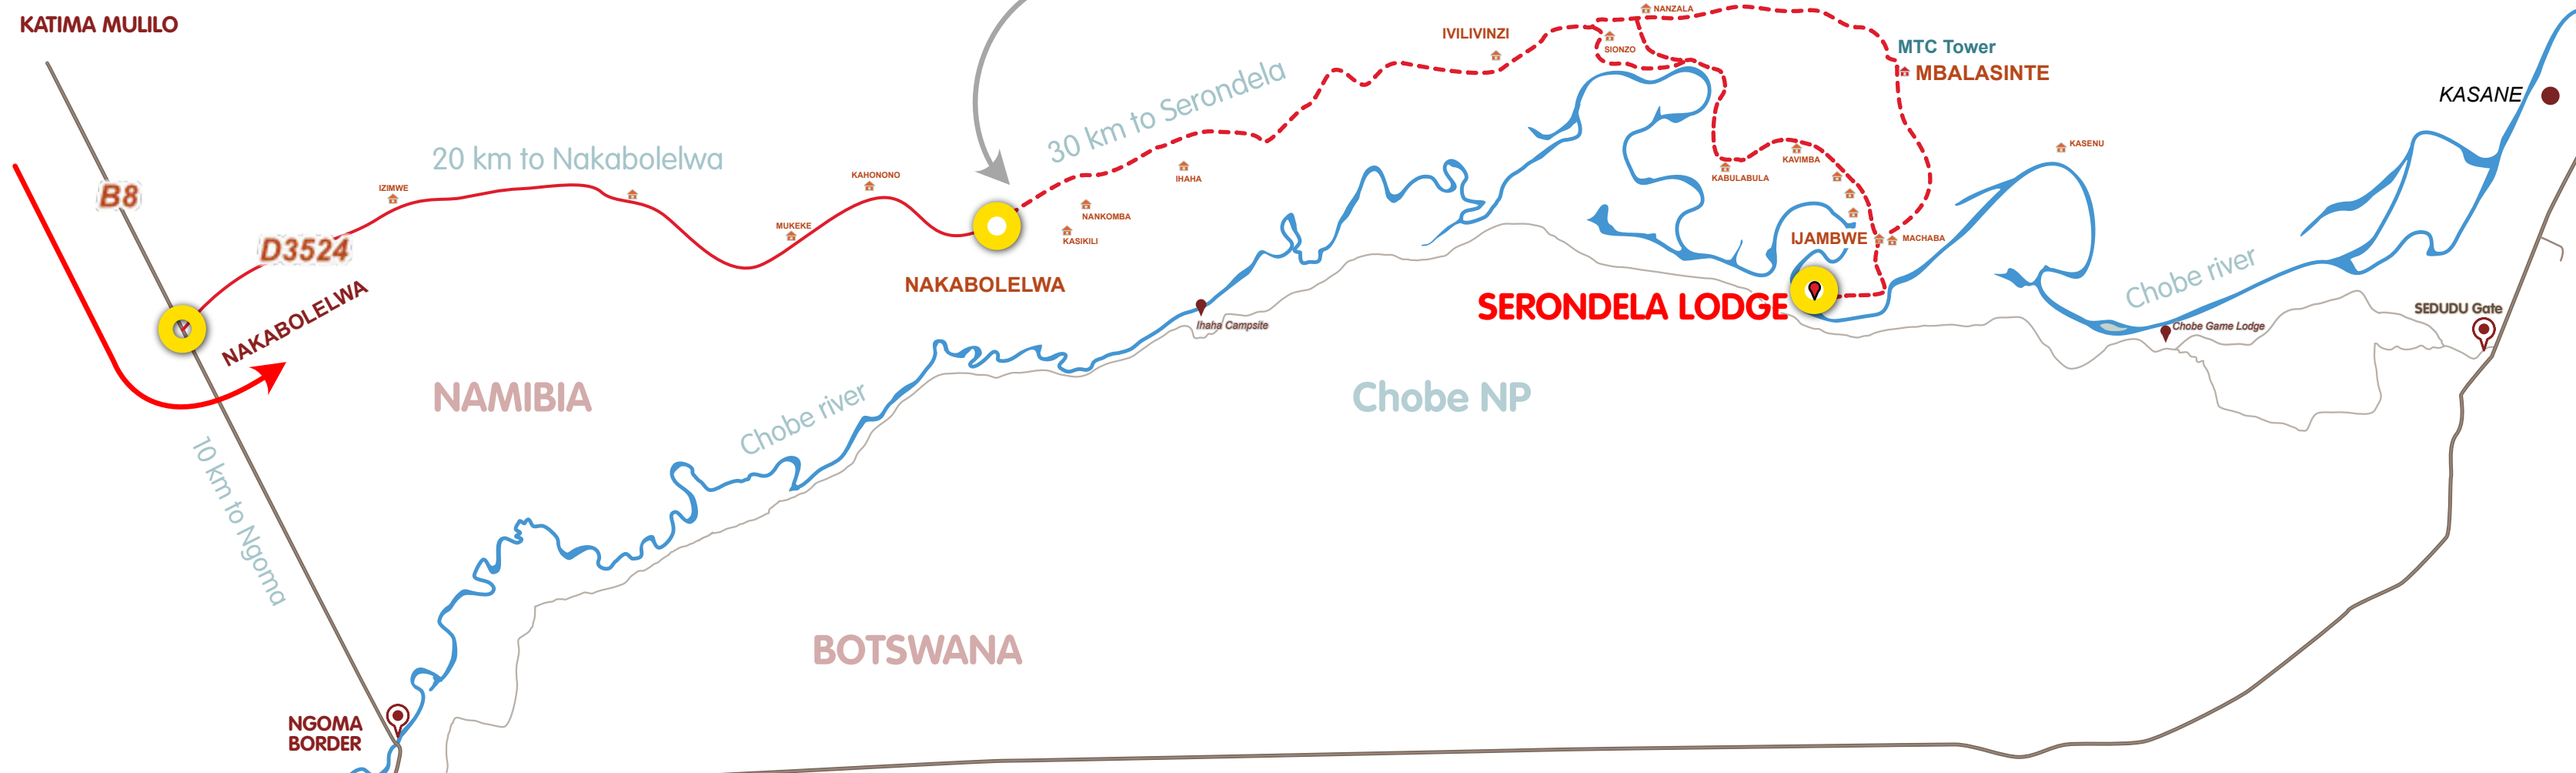 KATIMA MULILO
B8
D3524
NAKABOLELWA
10 km to Ngoma
NGOMA
BORDER
IZIMWE
20 km to Nakabolelwa
MUKEKE
KAHONONO
NAKABOLELWA
30 km to Serondela
KASIKILI
NANKOMBA
IHAHA
IVILIVINZI
SIONZO
NANZALA
MTC Tower
MBALASINTE
KABULABULA
KAVIMBA
IJAMBWE
MACHABA
KASENU
KASANE
SERONDELA LODGE
Ihaha Campsite
Chobe river
Chobe river
Chobe Game Lodge
SEDUDU Gate
NAMIBIA
Chobe NP
BOTSWANA